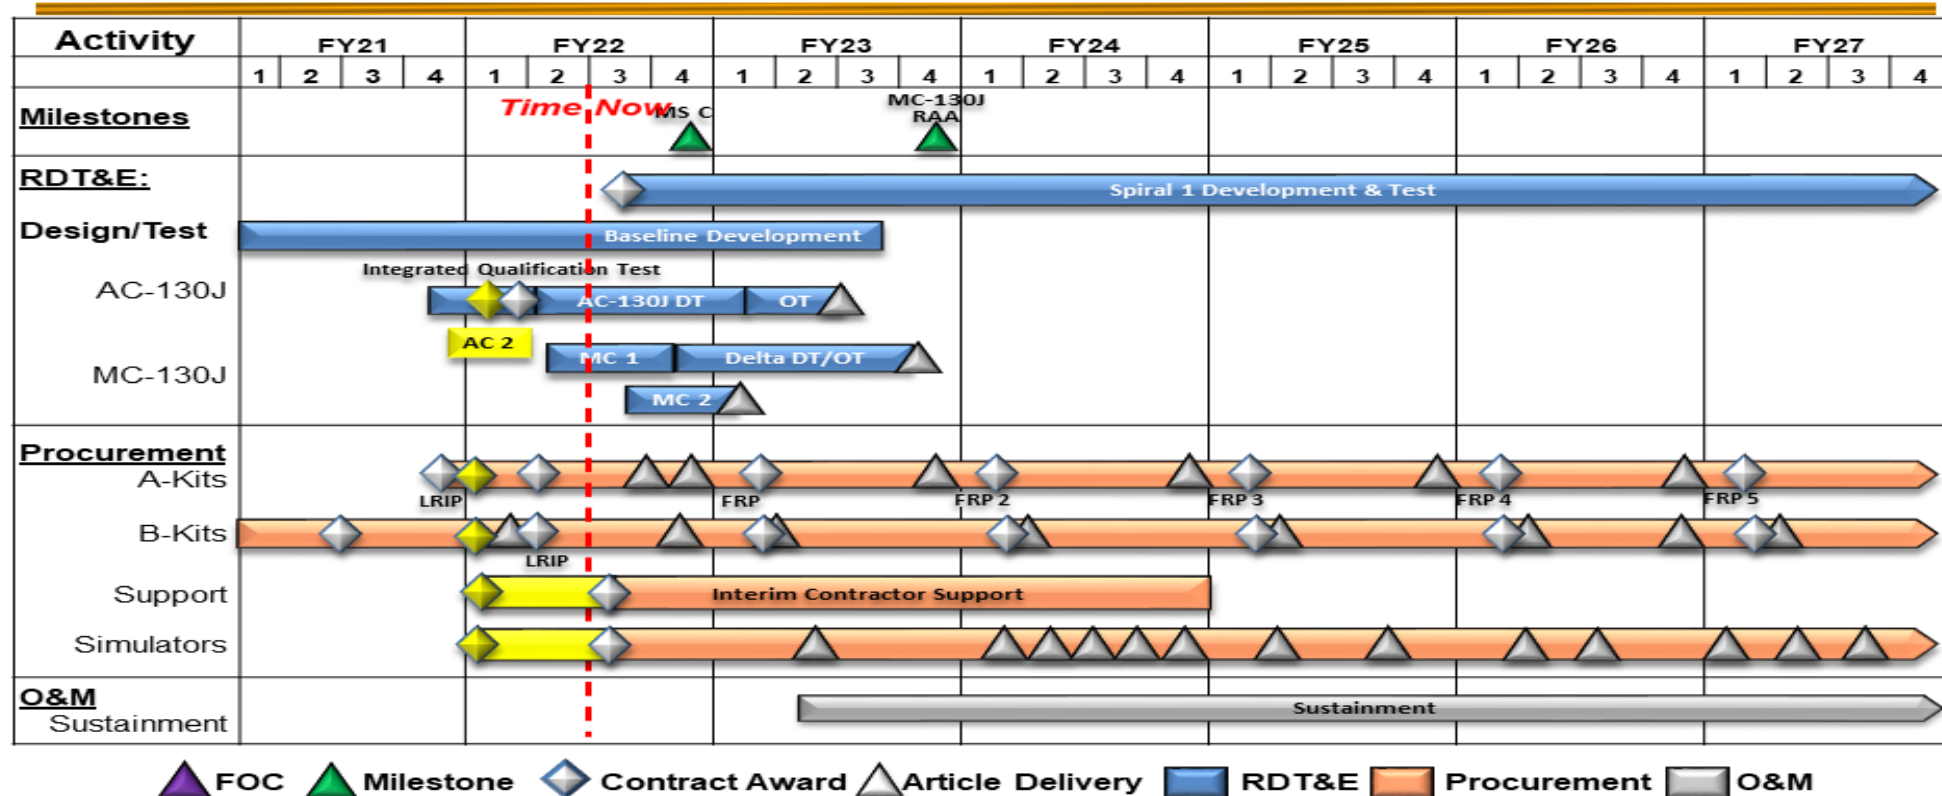 Activity FY21 FY22 FY23 FY24 FY25 FY26 FY27
1 2 3 4 1 2 3 4 1 2 3 4 1 2 3 4 1 2 3 4 1 2 3 4 1 2 3 4
Milestones
Time Now
MS C
MC-130J
RAA
RDT&E:
Spiral 1 Development & Test
Design/Test
Baseline Development
Integrated Qualification Test
AC-130J
AC-130J DT OT
AC 2
MC-130J
MC 1 Delta DT/OT
MC 2
Procurement
A-Kits
LRIP FRP FRP 2 FRP 3 FRP 4 FRP 5
B-Kits
LRIP
Support
Interim Contractor Support
Simulators
O&M
Sustainment
Sustainment
FOC Milestone Contract Award Article Delivery RDT&E Procurement O&M